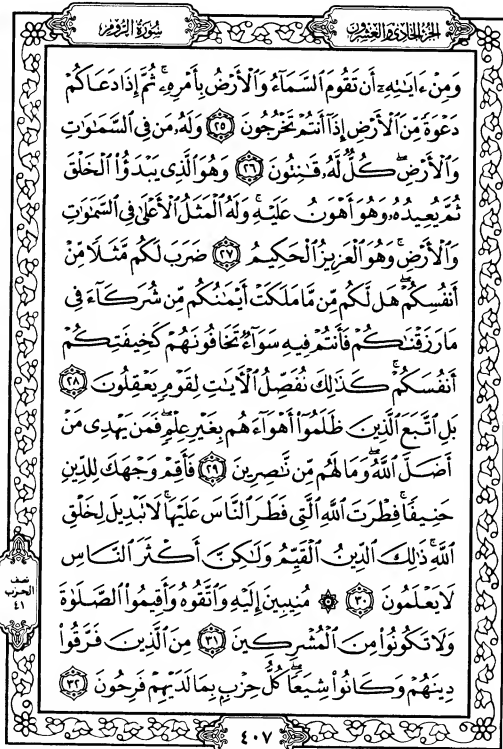 الجزء الحادي والعشرون
سورة الروم
وَمِنْ ءَايَٰتِهِۦٓ أَن تَقُومَ ٱلسَّمَآءُ وَٱلْأَرْضُ بِأَمْرِهِۦ ۚ ثُمَّ إِذَا دَعَاكُمْ
دَعْوَةً مِّنَ ٱلْأَرْضِ إِذَآ أَنتُمْ تَخْرُجُونَ ٢٥ وَلَهُۥ مَن فِى ٱلسَّمَٰوَٰتِ
وَٱلْأَرْضِ ۖ كُلٌّ لَّهُۥ قَٰنِتُونَ ٢٦ وَهُوَ ٱلَّذِى يَبْدَؤُا۟ ٱلْخَلْقَ
ثُمَّ يُعِيدُهُۥ وَهُوَ أَهْوَنُ عَلَيْهِ ۚ وَلَهُ ٱلْمَثَلُ ٱلْأَعْلَىٰ فِى ٱلسَّمَٰوَٰتِ
وَٱلْأَرْضِ ۚ وَهُوَ ٱلْعَزِيزُ ٱلْحَكِيمُ ٢٧ ضَرَبَ لَكُم مَّثَلًا مِّنْ
أَنفُسِكُمْ ۖ هَل لَّكُم مِّن مَّا مَلَكَتْ أَيْمَٰنُكُم مِّن شُرَكَآءَ فِى
مَا رَزَقْنَٰكُمْ فَأَنتُمْ فِيهِ سَوَآءٌ تَخَافُونَهُمْ كَخِيفَتِكُمْ
أَنفُسَكُمْ ۚ كَذَٰلِكَ نُفَصِّلُ ٱلْءَايَٰتِ لِقَوْمٍ يَعْقِلُونَ ٢٨
بَلِ ٱتَّبَعَ ٱلَّذِينَ ظَلَمُوٓا۟ أَهْوَآءَهُم بِغَيْرِ عِلْمٍ ۖ فَمَن يَهْدِى مَنْ
أَضَلَّ ٱللَّهُ ۖ وَمَا لَهُم مِّن نَّٰصِرِينَ ٢٩ فَأَقِمْ وَجْهَكَ لِلدِّينِ
حَنِيفًا ۚ فِطْرَتَ ٱللَّهِ ٱلَّتِى فَطَرَ ٱلنَّاسَ عَلَيْهَا ۚ لَا تَبْدِيلَ لِخَلْقِ
ٱللَّهِ ۚ ذَٰلِكَ ٱلدِّينُ ٱلْقَيِّمُ وَلَٰكِنَّ أَكْثَرَ ٱلنَّاسِ
لَا يَعْلَمُونَ ٣٠ ۞ مُنِيبِينَ إِلَيْهِ وَٱتَّقُوهُ وَأَقِيمُوا۟ ٱلصَّلَوٰةَ
وَلَا تَكُونُوا۟ مِنَ ٱلْمُشْرِكِينَ ٣١ مِنَ ٱلَّذِينَ فَرَّقُوا۟
دِينَهُمْ وَكَانُوا۟ شِيَعًا ۖ كُلُّ حِزْبٍۭ بِمَا لَدَيْهِمْ فَرِحُونَ ٣٢
نصف
الحزب
٤١
٤٠٧